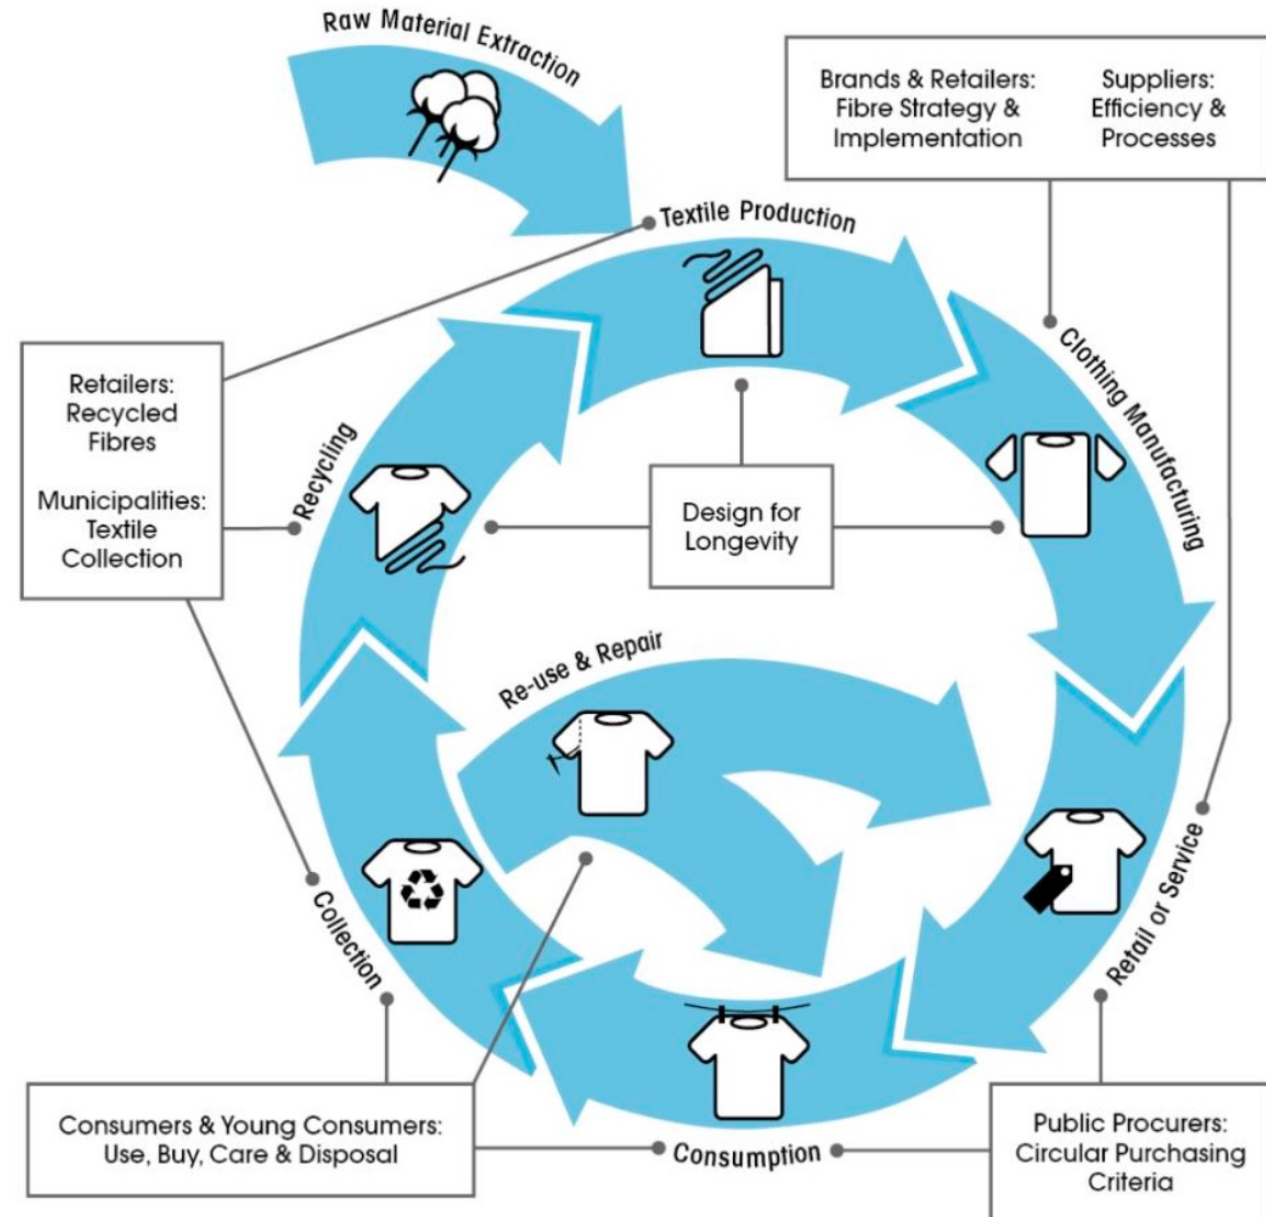 Raw Material Extraction
Brands & Retailers:
Fibre Strategy &
Implementation
Suppliers:
Efficiency &
Processes
Textile Production
Clothing Manufacturing
Retailers:
Recycled
Fibres
Municipalities:
Textile
Collection
Recycling
Design for
Longevity
Re-use & Repair
Retail or Service
Collection
Consumers & Young Consumers:
Use, Buy, Care & Disposal
Consumption
Public Procurers:
Circular Purchasing
Criteria